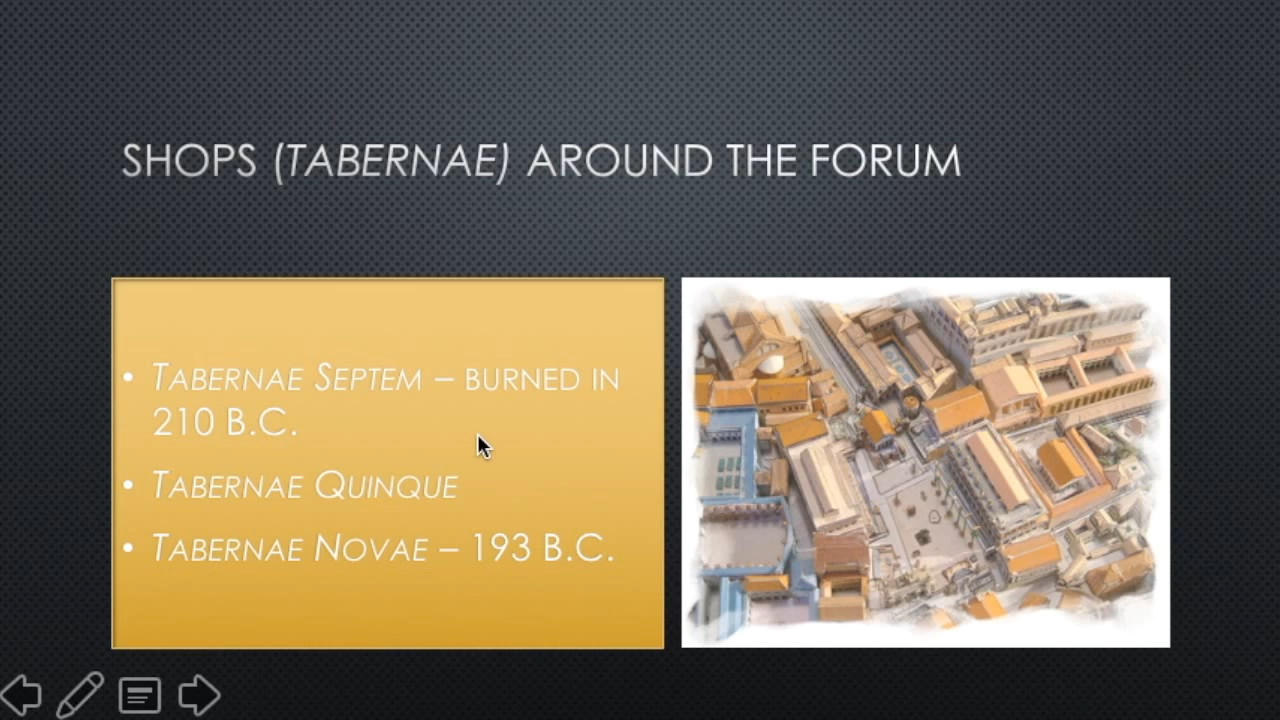 SHOPS (TABERNAE) AROUND THE FORUM
• TABERNAE SEPTEM – BURNED IN
210 B.C.
• TABERNAE QUINQUE
• TABERNAE NOVAE – 193 B.C.